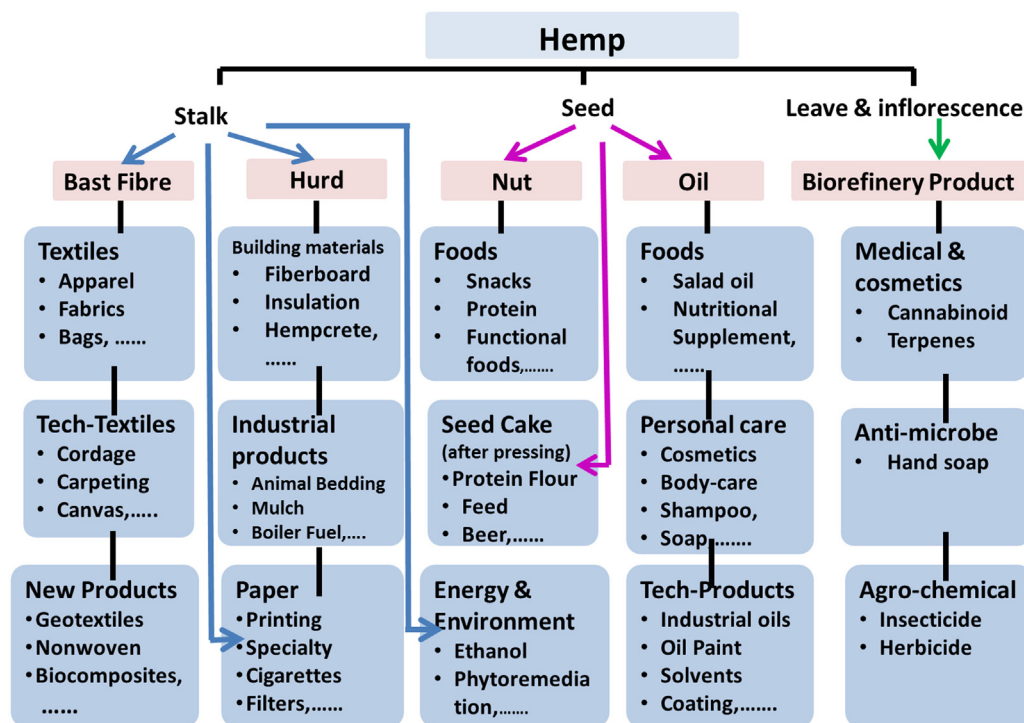 Hemp
Stalk
Seed
Leave & inflorescence
Bast Fibre
Hurd
Nut
Oil
Biorefinery Product
Textiles
• Apparel
• Fabrics
• Bags, ......
Building materials
• Fiberboard
• Insulation
• Hempcrete,
......
Foods
• Snacks
• Protein
• Functional
foods,.......
Foods
• Salad oil
• Nutritional
Supplement,
......
Medical &
cosmetics
• Cannabinoid
• Terpenes
Tech-Textiles
• Cordage
• Carpeting
• Canvas,.....
Industrial
products
• Animal Bedding
• Mulch
• Boiler Fuel,....
Seed Cake
(after pressing)
•Protein Flour
• Feed
• Beer,......
Personal care
• Cosmetics
• Body-care
• Shampoo,
• Soap,.......
Anti-microbe
• Hand soap
New Products
•Geotextiles
•Nonwoven
•Biocomposites,
......
Paper
•Printing
•Specialty
•Cigarettes
•Filters,......
Energy &
Environment
• Ethanol
• Phytoremedia
tion,.......
Tech-Products
• Industrial oils
• Oil Paint
• Solvents
• Coating,.......
Agro-chemical
• Insecticide
• Herbicide